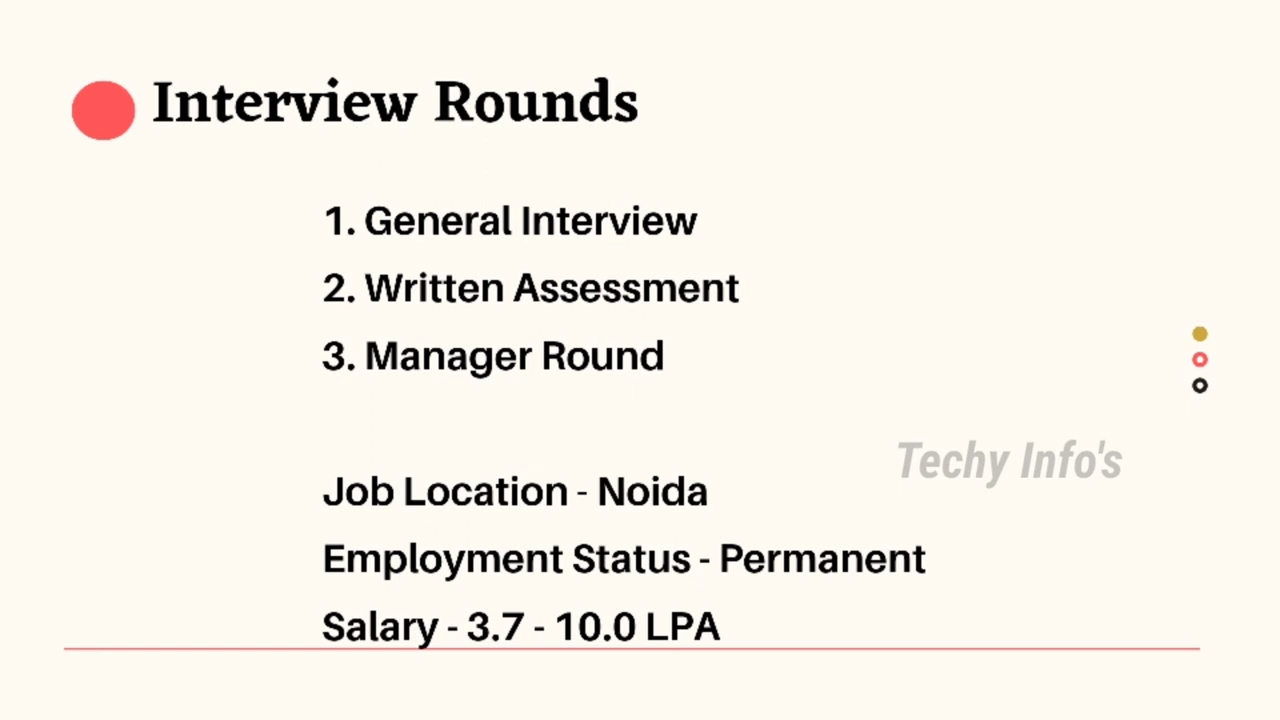 Interview Rounds
1. General Interview
2. Written Assessment
3. Manager Round
Techy Info's
Job Location - Noida
Employment Status - Permanent
Salary - 3.7 - 10.0 LPA